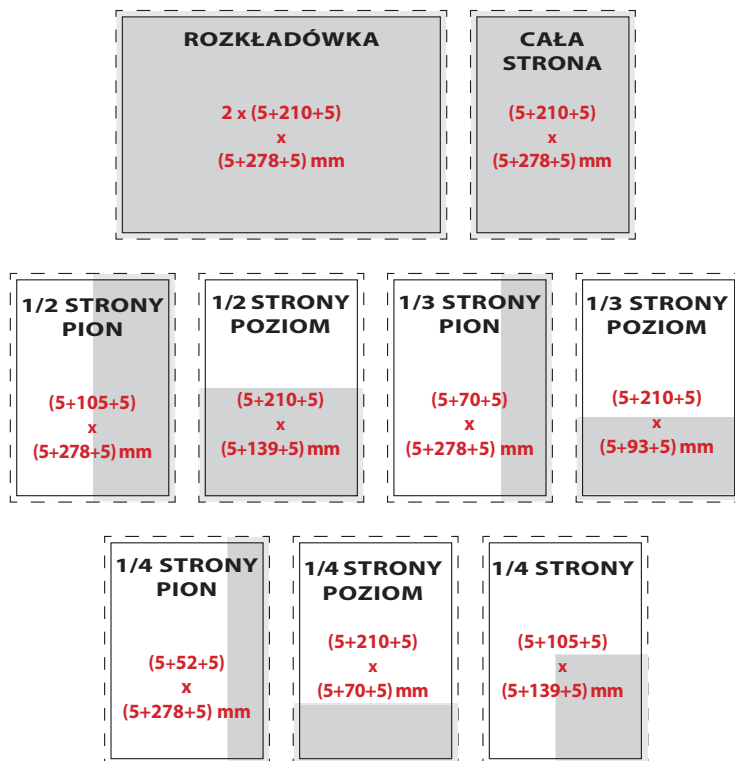 ROZKŁADÓWKA
2 x (5+210+5)
x
(5+278+5) mm
CAŁA
STRONA
(5+210+5)
x
(5+278+5) mm
1/2 STRONY
PION
(5+105+5)
x
(5+278+5) mm
1/2 STRONY
POZIOM
(5+210+5)
x
(5+139+5) mm
1/3 STRONY
PION
(5+70+5)
x
(5+278+5) mm
1/3 STRONY
POZIOM
(5+210+5)
x
(5+93+5) mm
1/4 STRONY
PION
(5+52+5)
x
(5+278+5) mm
1/4 STRONY
POZIOM
(5+210+5)
x
(5+70+5) mm
1/4 STRONY
(5+105+5)
x
(5+139+5) mm